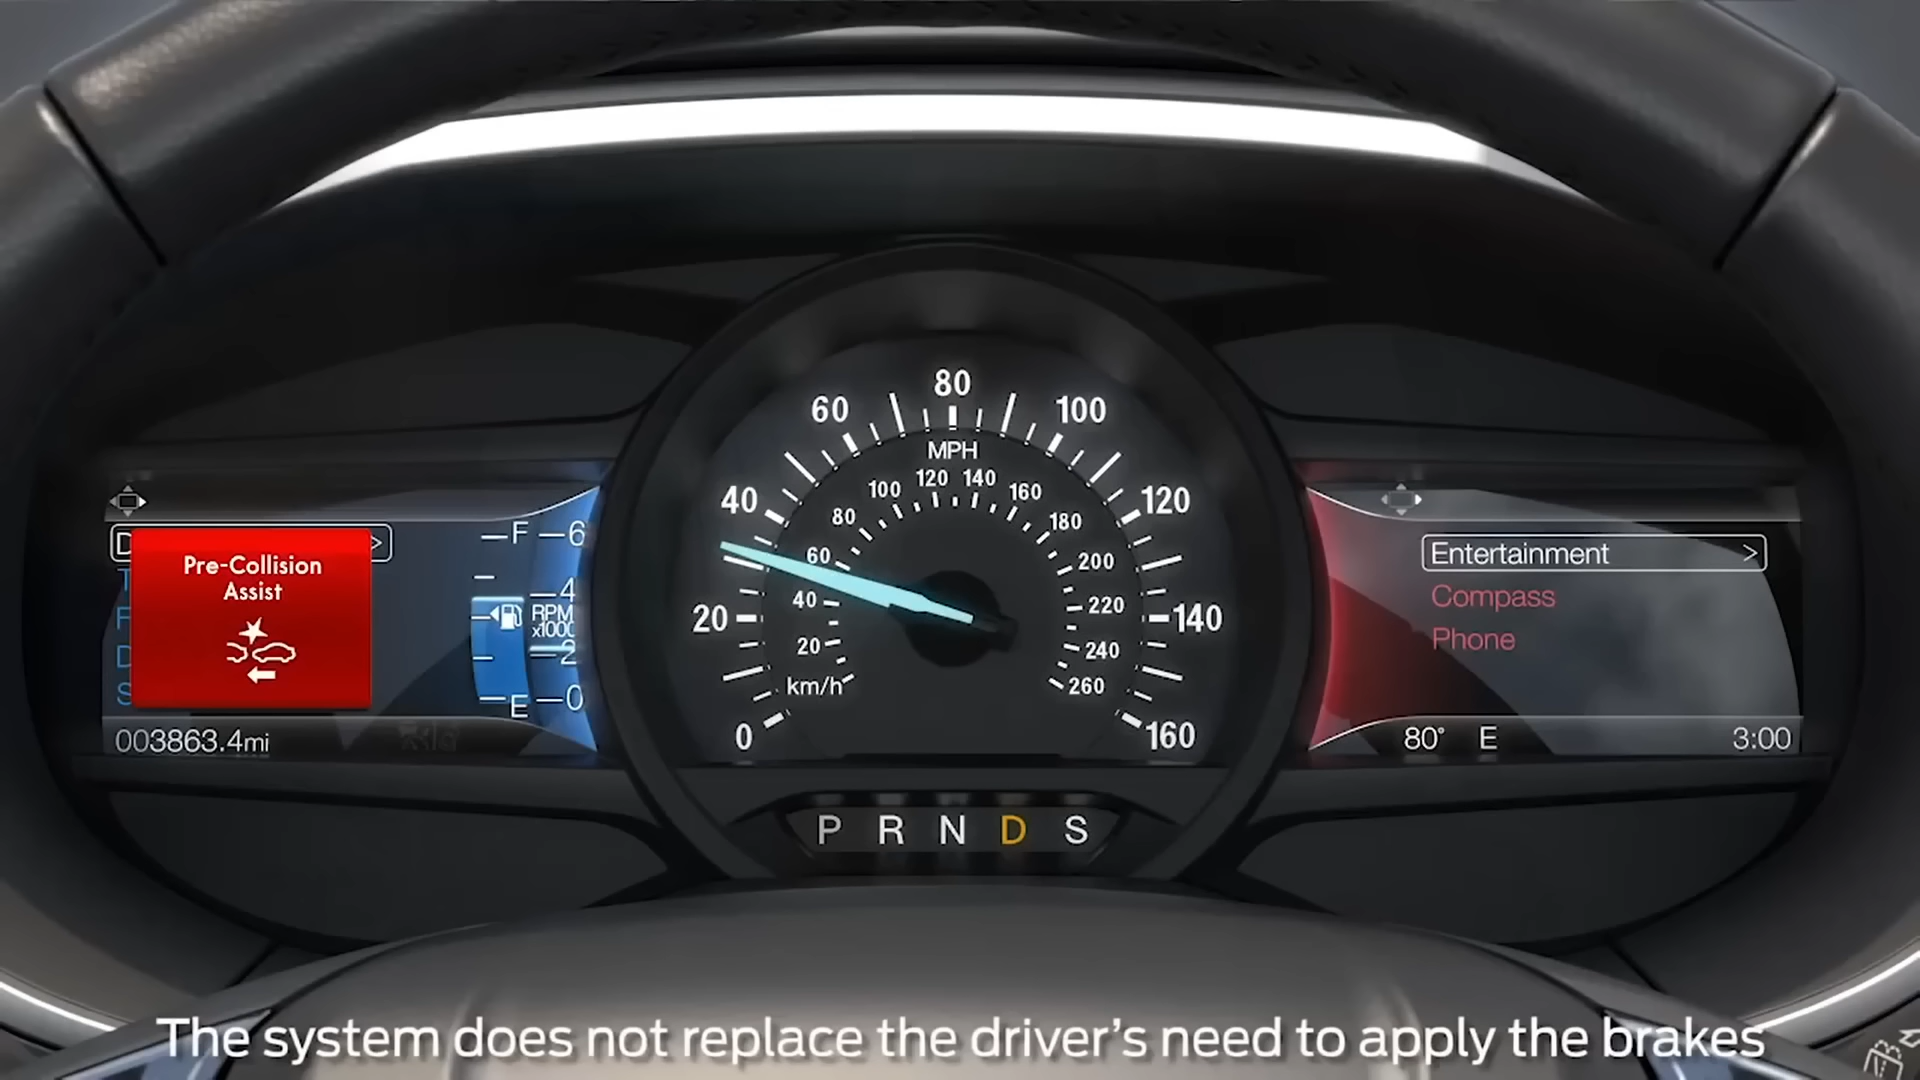 80
60
100
MPH
120 140
100
160
40
120
80
180
D
>
F
6
Entertainment >
Pre-Collision
Assist
60
200
T
4
Compass
40
220
F
RPM
x1000
20
140
Phone
20
240
D
2
km/h
260
S
E
0
0
160
003863.4mi
80° E
3:00
P R N D S
The system does not replace the driver's need to apply the brakes